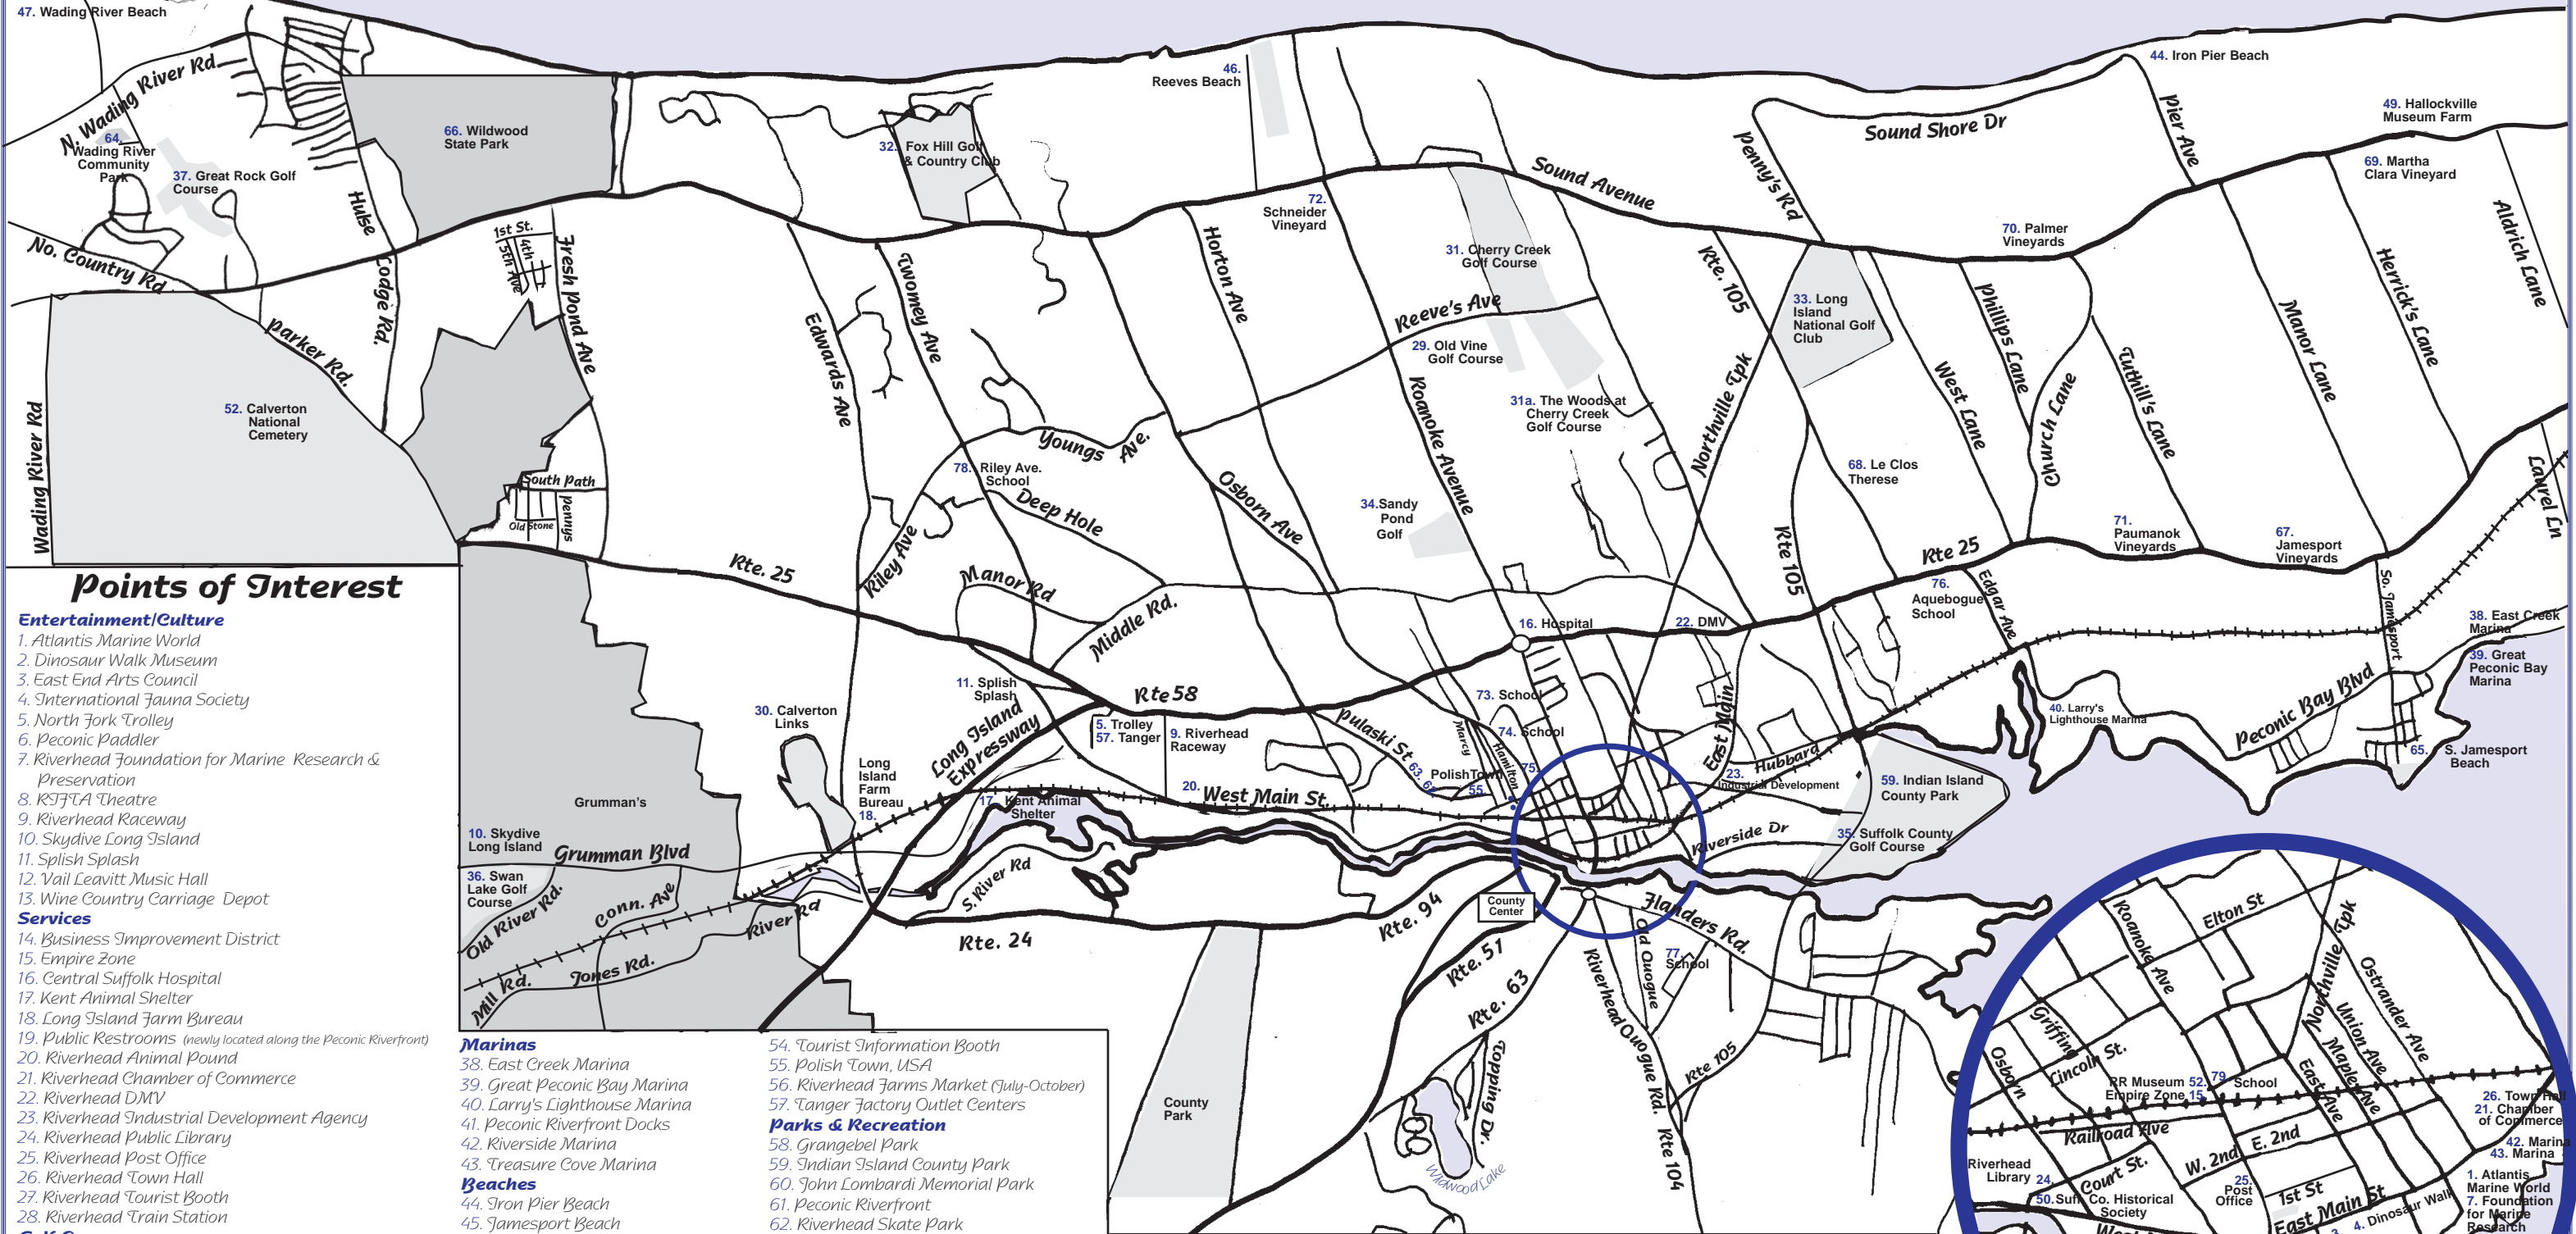 47. Wading River Beach
N. Wading River Rd
64.
Wading River
Community
Park
37. Great Rock Golf
Course
No. Country Rd
Hulse
66. Wildwood
State Park
1st St.
4th
5th Ave
Fresh Pond Ave
Lodge Rd.
Parker Rd.
52. Calverton
National
Cemetery
Wading River Rd
South Path
Old Stone
Pennys
32. Fox Hill Golf
& Country Club
46.
Reeves Beach
72.
Schneider
Vineyard
Sound Avenue
Penny's Rd
Sound Shore Dr
44. Iron Pier Beach
Pier Ave
49. Hallockville
Museum Farm
69. Martha
Clara Vineyard
Aldrich Lane
70. Palmer
Vineyards
Herrick's Lane
Manor Lane
Tuthill's Lane
Church Lane
Phillips Lane
West Lane
33. Long
Island
National Golf
Club
Rte. 105
Northville Tpk
31. Cherry Creek
Golf Course
Reeve's Ave
29. Old Vine
Golf Course
31a. The Woods at
Cherry Creek
Golf Course
Horton Ave
Twomey Ave
Edwards Ave
Roanoke Avenue
Youngs Ave.
78. Riley Ave.
School
Deep Hole
Osborn Ave
34.Sandy
Pond
Golf
68. Le Clos
Therese
Rte 105
Rte 25
71.
Paumanok
Vineyards
67.
Jamesport
Vineyards
Laurel Ln
Rte. 25
Riley Ave
Manor Rd
Middle Rd.
16. Hospital
22. DMV
76.
Aquebogue
School
Edgar Ave
So. Jamesport
38. East Creek
Marina
39. Great
Peconic Bay
Marina
40. Larry's
Lighthouse Marina
Peconic Bay Blvd
65. S. Jamesport
Beach
11. Splish
Splash
Rte 58
30. Calverton
Links
Long Island
Expressway
5. Trolley
57. Tanger
9. Riverhead
Raceway
Pulaski St
Marcy
Hamilton
73. School
74. School
75.
63.
PolishTown
55.
East Main
Hubbard
23.
Industrial Development
59. Indian Island
County Park
35. Suffolk County
Golf Course
Riverside Dr
Long
Island
Farm
Bureau
18.
17. Kent Animal
Shelter
20. West Main St.
Grumman's
10. Skydive
Long Island
Grumman Blvd
36. Swan
Lake Golf
Course
Old River Rd.
Conn. Ave
River Rd
Jones Rd.
Mill Rd.
S. River Rd
Rte. 24
Rte. 94
County
Center
Rte. 51
Rte. 63
Flanders Rd.
Old Quogue
77.
School
Riverhead Quogue Rd.
Rte 105
Rte 104
Topping Dr.
Wildwood Lake
County
Park
Points of Interest
Entertainment/Culture
1. Atlantis Marine World
2. Dinosaur Walk Museum
3. East End Arts Council
4. International Fauna Society
5. North Fork Trolley
6. Peconic Paddler
7. Riverhead Foundation for Marine Research &
Preservation
8. RIFTA Theatre
9. Riverhead Raceway
10. Skydive Long Island
11. Splish Splash
12. Vail Leavitt Music Hall
13. Wine Country Carriage Depot
Services
14. Business Improvement District
15. Empire Zone
16. Central Suffolk Hospital
17. Kent Animal Shelter
18. Long Island Farm Bureau
19. Public Restrooms (newly located along the Peconic Riverfront)
20. Riverhead Animal Pound
21. Riverhead Chamber of Commerce
22. Riverhead DMV
23. Riverhead Industrial Development Agency
24. Riverhead Public Library
25. Riverhead Post Office
26. Riverhead Town Hall
27. Riverhead Tourist Booth
28. Riverhead Train Station
Marinas
38. East Creek Marina
39. Great Peconic Bay Marina
40. Larry's Lighthouse Marina
41. Peconic Riverfront Docks
42. Riverside Marina
43. Treasure Cove Marina
Beaches
44. Iron Pier Beach
45. Jamesport Beach
54. Tourist Information Booth
55. Polish Town, USA
56. Riverhead Farms Market (July-October)
57. Tanger Factory Outlet Centers
Parks & Recreation
58. Grangebel Park
59. Indian Island County Park
60. John Lombardi Memorial Park
61. Peconic Riverfront
62. Riverhead Skate Park
Roanoke Ave
Elton St
Northville Tpk
Ostrander Ave
Griffing
Lincoln St.
Osborn
Union Ave
Maple Ave
East Ave
RR Museum 52.
79 School
Empire Zone 15.
Railroad Ave
26. Town Hall
21. Chamber
of Commerce
42. Marina
43. Marina
Riverhead
Library 24.
Court St.
W. 2nd
E. 2nd
50.Suff. Co. Historical
Society
25.
Post
Office
1st St
East Main St
4. Dinosaur Walk
1. Atlantis
Marine World
7. Foundation
for Marine
Research